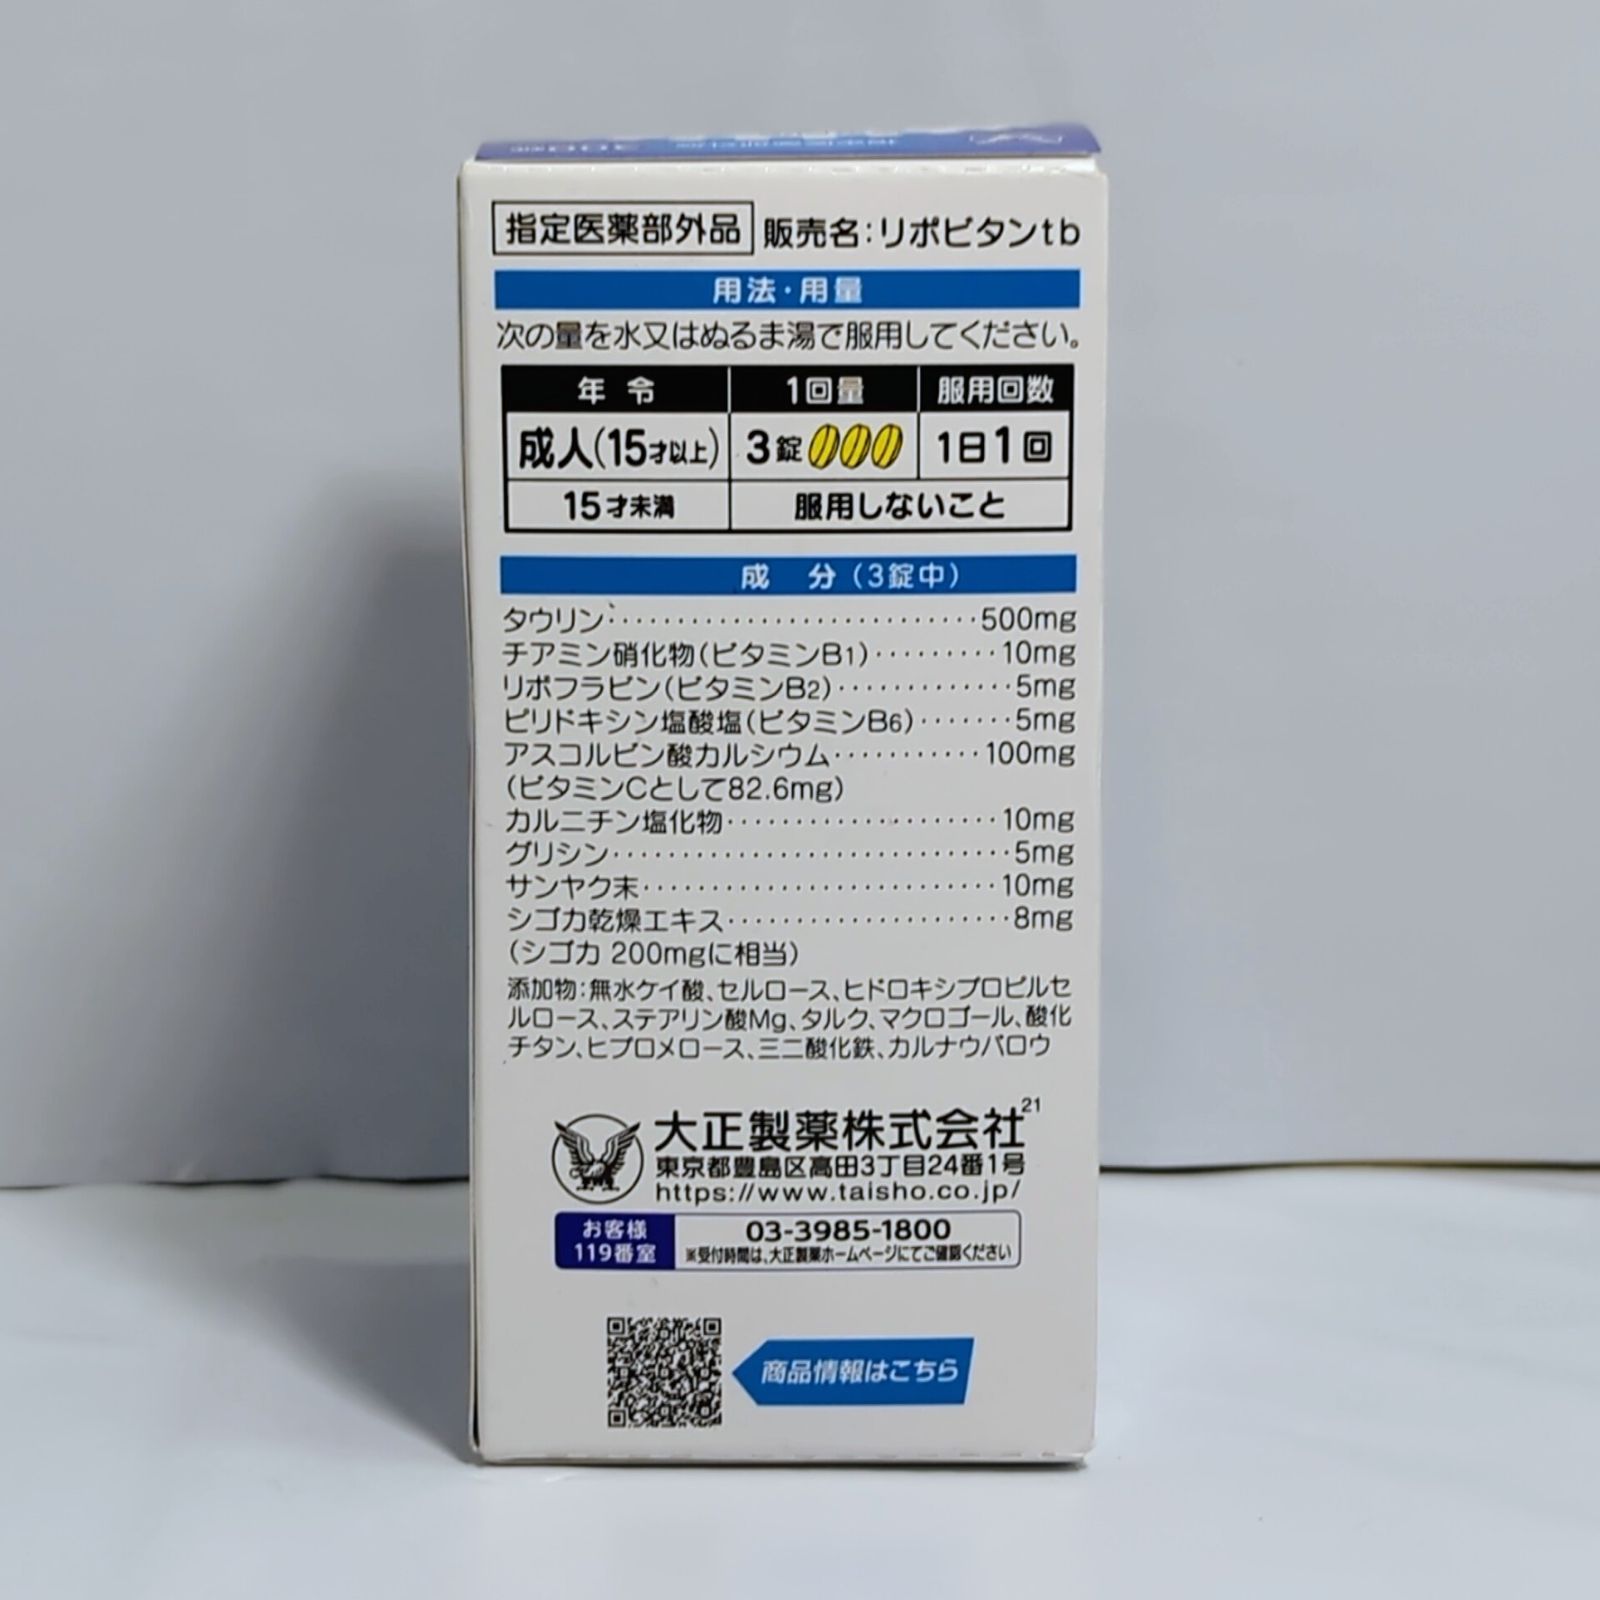 指定医薬部外品 販売名：リポビタンtb
用法・用量
次の量を水又はぬるま湯で服用してください。
年令 1回量 服用回数
成人(15才以上) 3錠 1日1回
15才未満 服用しないこと
成 分(3錠中)
タウリン…………………………500mg
チアミン硝化物(ビタミンB1)………10mg
リボフラビン(ビタミンB2)…………5mg
ピリドキシン塩酸塩(ビタミンB6)……5mg
アスコルビン酸カルシウム…………100mg
(ビタミンCとして82.6mg)
カルニチン塩化物…………………10mg
グリシン…………………………5mg
サンヤク末………………………10mg
シゴカ乾燥エキス…………………8mg
(シゴカ 200mgに相当)
添加物：無水ケイ酸、セルロース、ヒドロキシプロピルセ
ルロース、ステアリン酸Mg、タルク、マクロゴール、酸化
チタン、ヒプロメロース、三二酸化鉄、カルナウバロウ
大正製薬株式会社21
東京都豊島区高田3丁目24番1号
https://www.taisho.co.jp/
お客様
119番室
03-3985-1800
※受付時間は、大正製薬ホームページにてご確認ください
商品情報はこちら